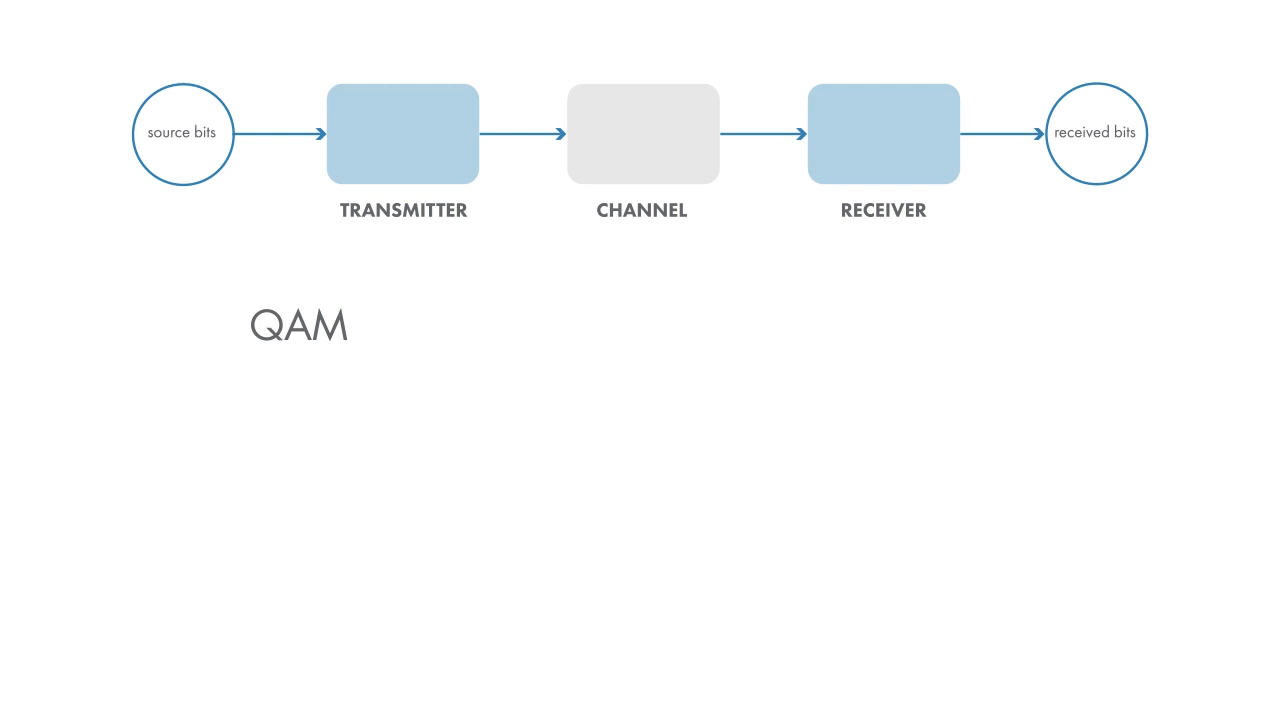 source bits
received bits
TRANSMITTER
CHANNEL
RECEIVER
QAM